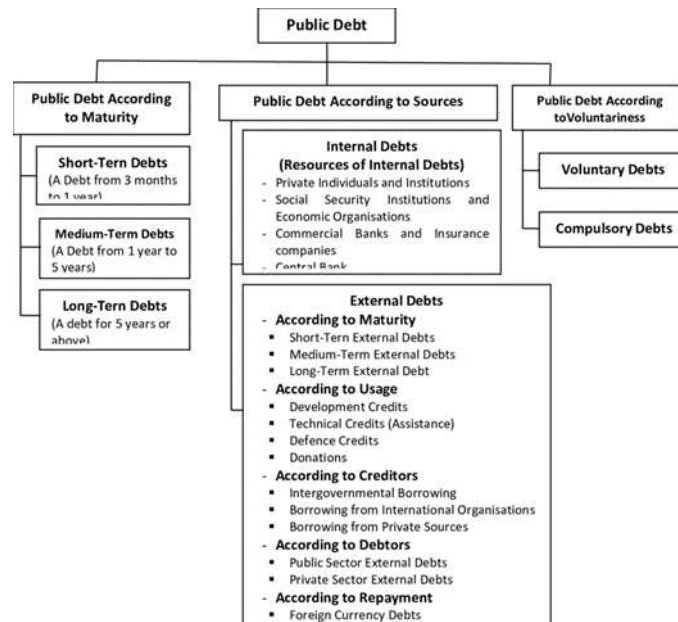 Public Debt
Public Debt According
to Maturity
Short-Tern Debts
(A Debt from 3 months
to 1 year)
Medium-Term Debts
(A Debt from 1 year to
5 years)
Long-Tern Debts
(A debt for 5 years or
above)
Public Debt According to Sources
Internal Debts
(Resources of Internal Debts)
- Private Individuals and Institutions
- Social Security Institutions and
Economic Organisations
- Commercial Banks and Insurance
companies
- Central Bank
External Debts
- According to Maturity
▪ Short-Tern External Debts
▪ Medium-Term External Debts
▪ Long-Term External Debt
- According to Usage
▪ Development Credits
▪ Technical Credits (Assistance)
▪ Defence Credits
▪ Donations
- According to Creditors
▪ Intergovernmental Borrowing
▪ Borrowing from International Organisations
▪ Borrowing from Private Sources
- According to Debtors
▪ Public Sector External Debts
▪ Private Sector External Debts
- According to Repayment
▪ Foreign Currency Debts
Public Debt According
toVoluntariness
Voluntary Debts
Compulsory Debts